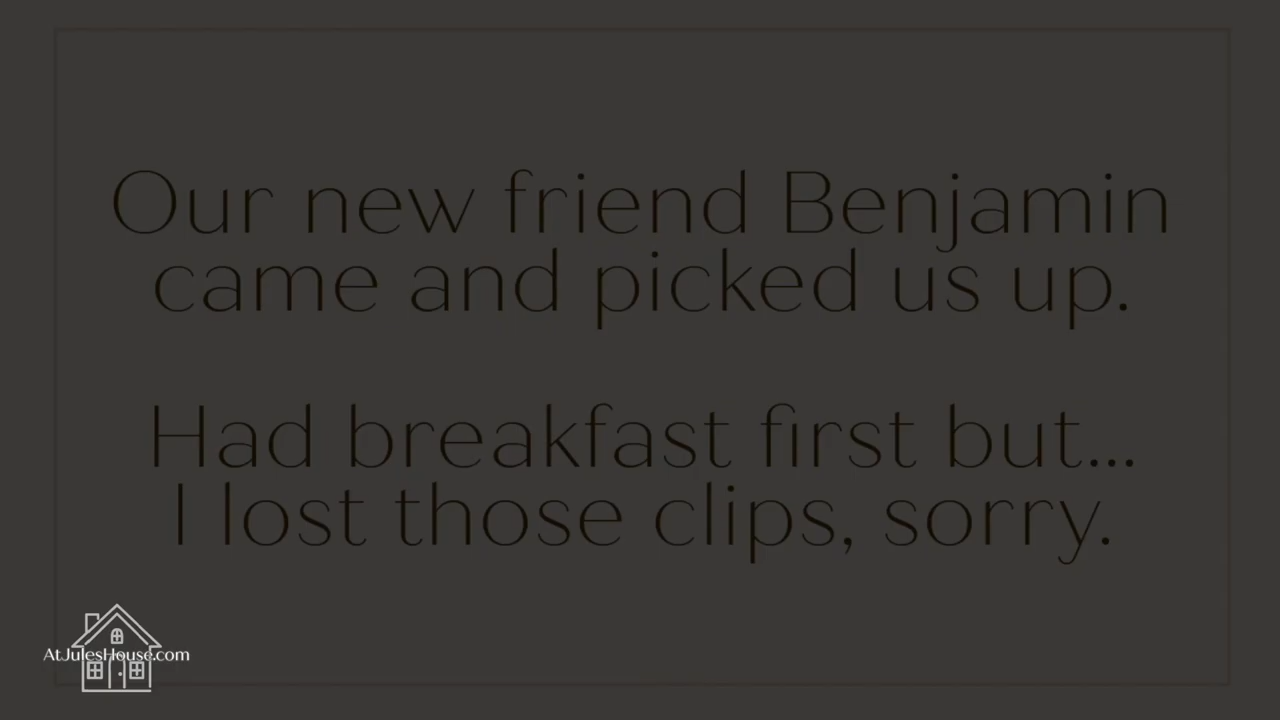 Our new friend Benjamin
came and picked us up.
Had breakfast first but...
I lost those clips, sorry.
AtJulesHouse.com